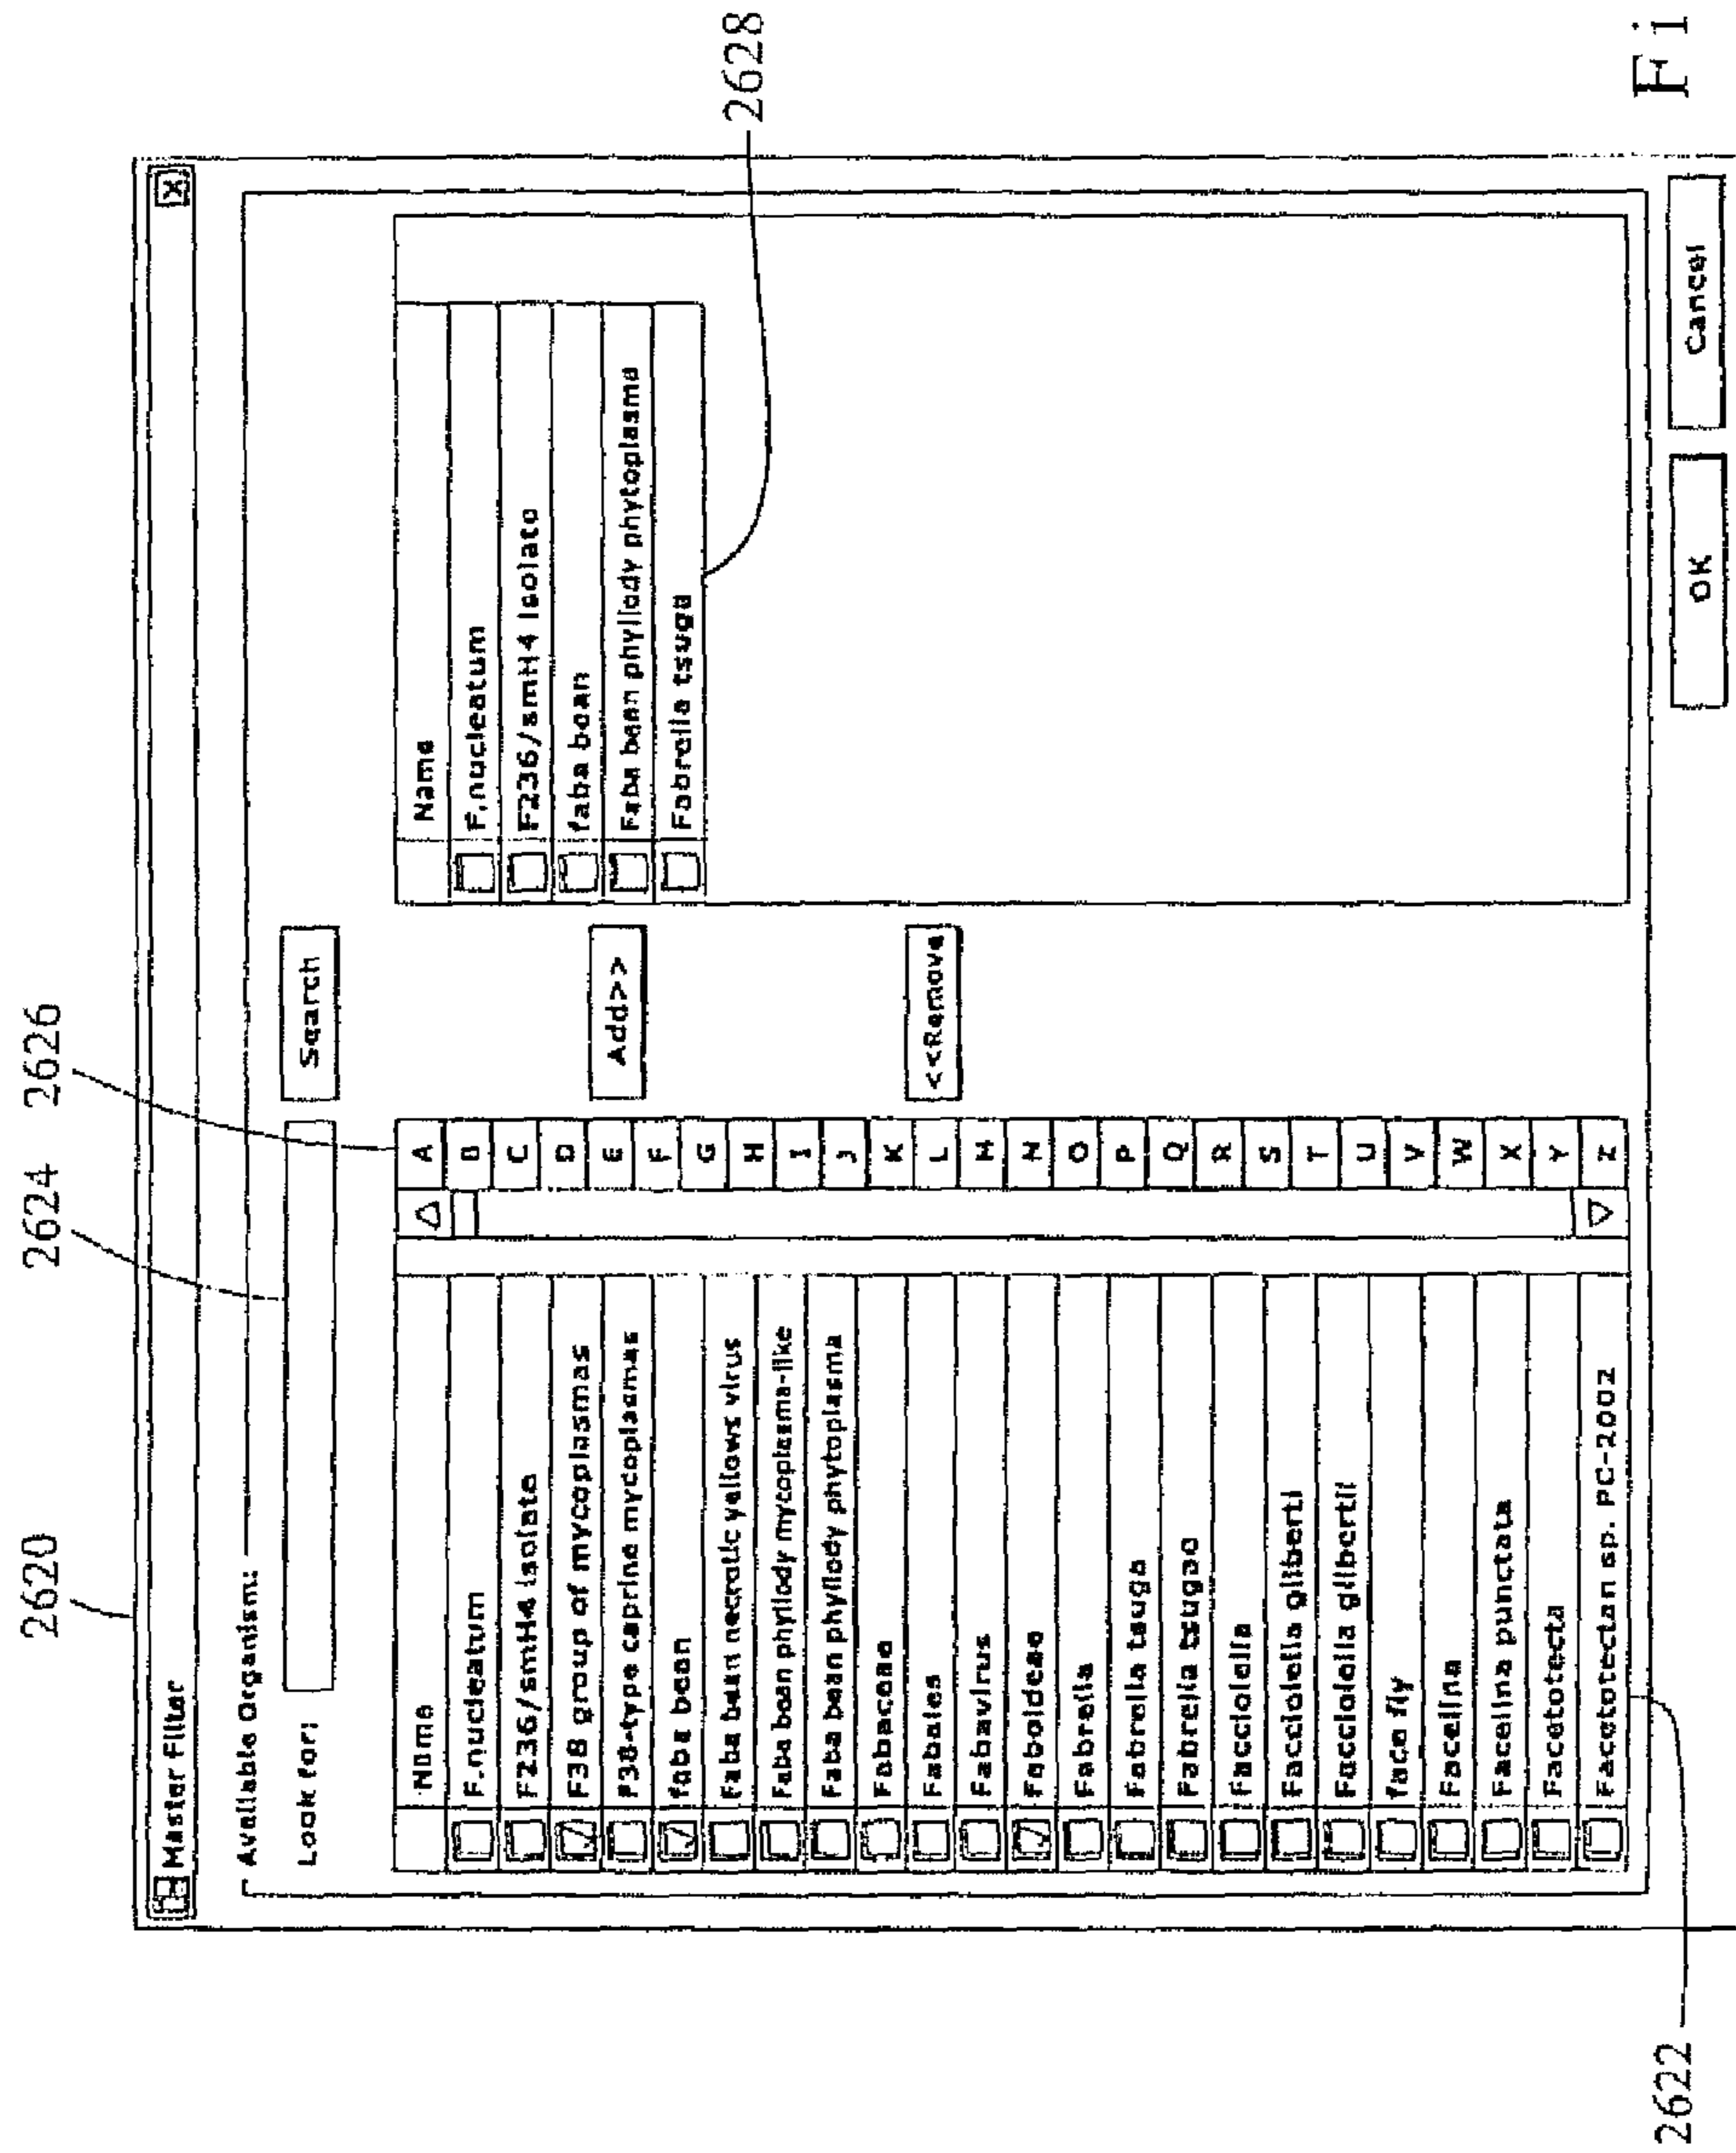 2620
2624
2626
Master Filter
X
Available Organism:
Look for:
Search
Name
F.nucleatum
F236/smH4 isolate
F38 group of mycoplasmas
F38-type caprine mycoplasmas
faba bean
Faba bean necrotic yellows virus
Faba bean phyllody mycoplasma-like
Faba bean phyllody phytoplasma
Fabaceae
Fabales
Fabavirus
Faboideae
Fabrella
Fabrella tsuga
Fabrella tsugae
Facciolella
Facciolella gilberti
Facciolella gilbertii
face fly
Facelina
Facelina punctata
Facetotecta
Facetotectan sp. PC-2002
A
B
C
D
E
F
G
H
I
J
K
L
M
N
O
P
Q
R
S
T
U
V
W
X
Y
Z
Add>>
<<Remove
Name
F.nucleatum
F236/smH4 isolate
faba bean
Faba bean phyllody phytoplasma
Fabrella tsuga
2628
OK
Cancel
2622
Fi